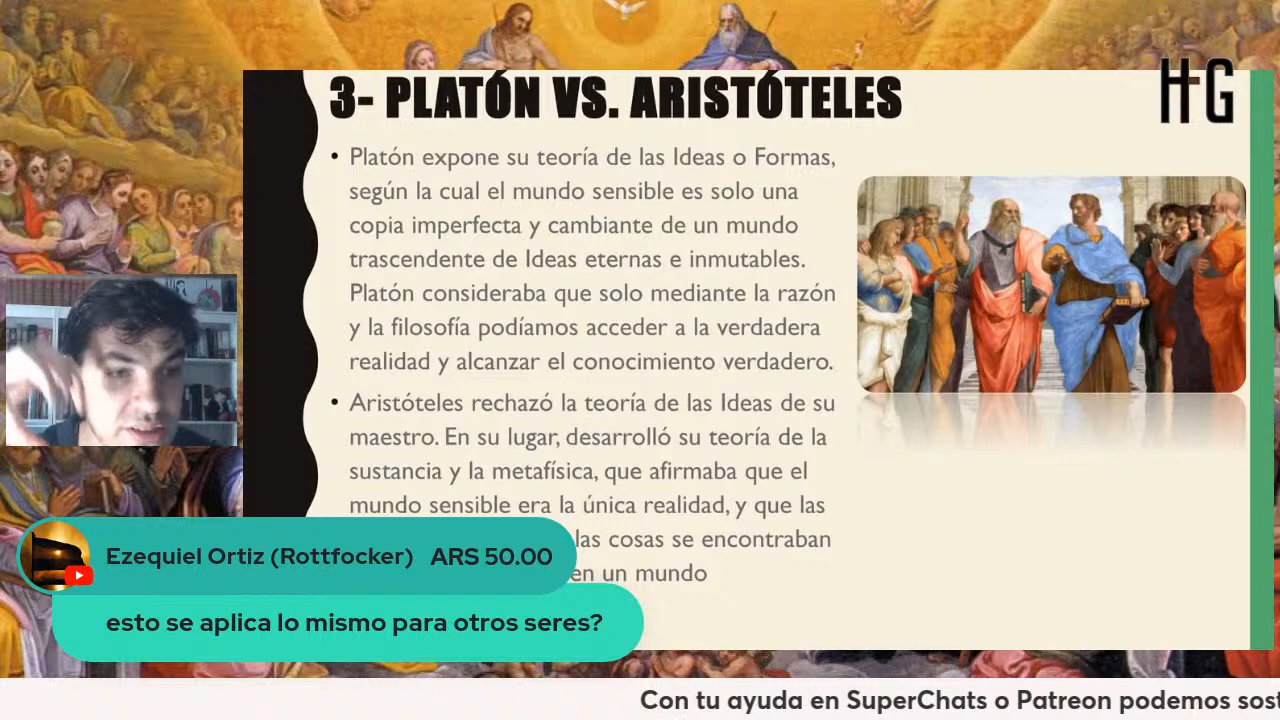 3- PLATÓN VS. ARISTÓTELES
HG
• Platón expone su teoría de las Ideas o Formas,
según la cual el mundo sensible es solo una
copia imperfecta y cambiante de un mundo
trascendente de Ideas eternas e inmutables.
Platón consideraba que solo mediante la razón
y la filosofía podíamos acceder a la verdadera
realidad y alcanzar el conocimiento verdadero.
• Aristóteles rechazó la teoría de las Ideas de su
maestro. En su lugar, desarrolló su teoría de la
sustancia y la metafísica, que afirmaba que el
mundo sensible era la única realidad, y que las
las cosas se encontraban
en un mundo
Ezequiel Ortiz (Rottfocker) ARS 50.00
esto se aplica lo mismo para otros seres?
Con tu ayuda en SuperChats o Patreon podemos sost